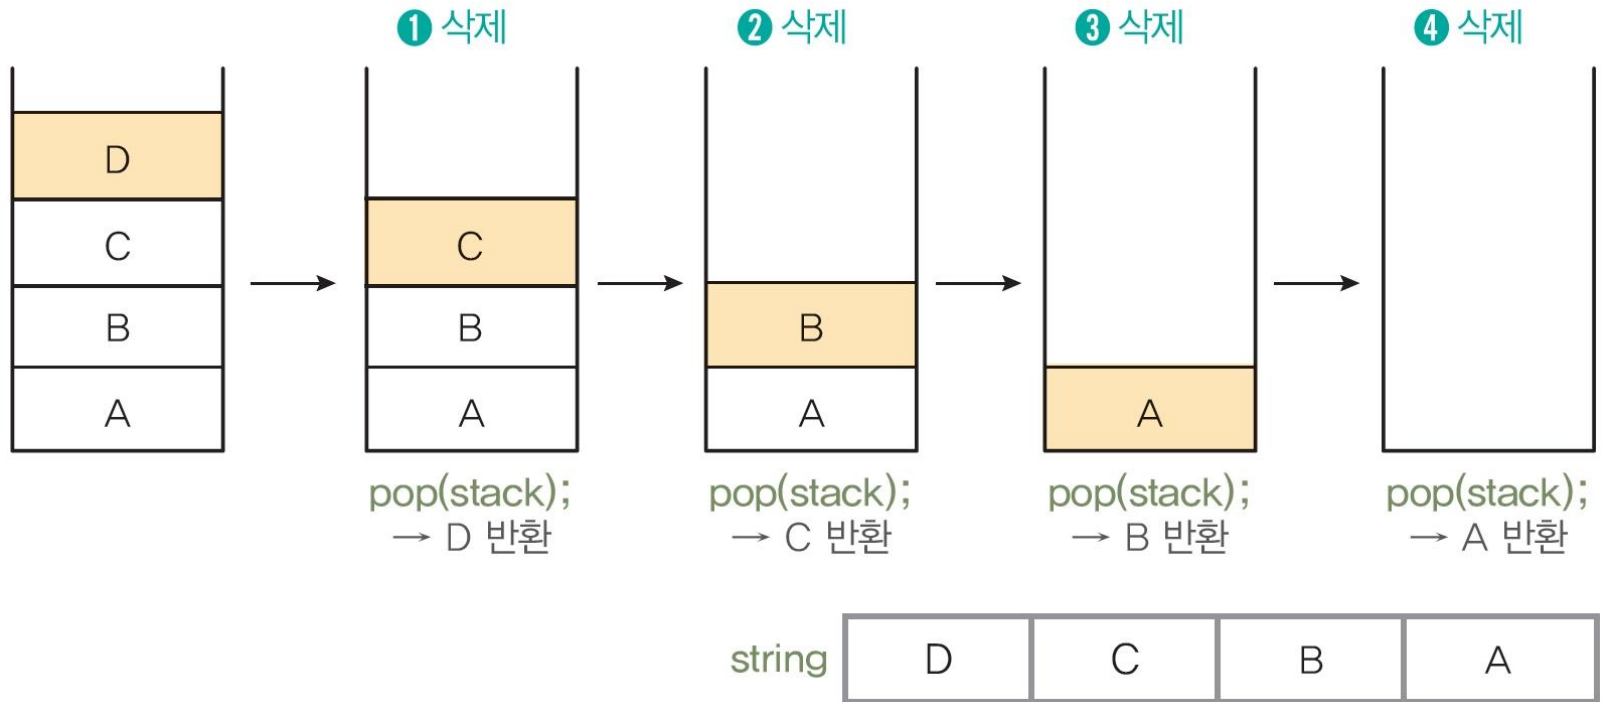 ❶ 삭제
❷ 삭제
❸ 삭제
❹ 삭제
D
C
B
A
C
B
A
B
A
A
pop(stack);
→ D 반환
pop(stack);
→ C 반환
pop(stack);
→ B 반환
pop(stack);
→ A 반환
string D C B A